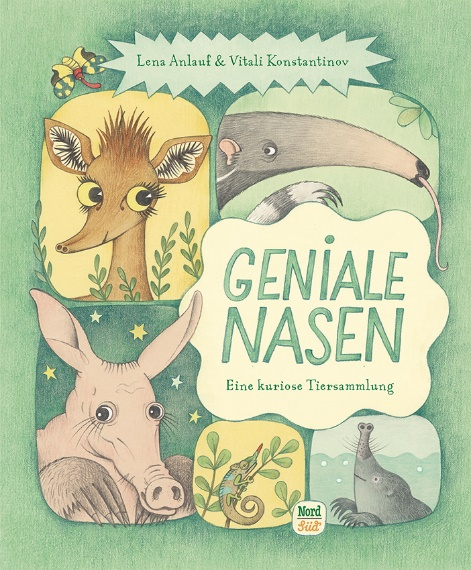 Lena Anlauf & Vitali Konstantinov
GENIALE
NASEN
Eine kuriose Tiersammlung
Nord
Süd